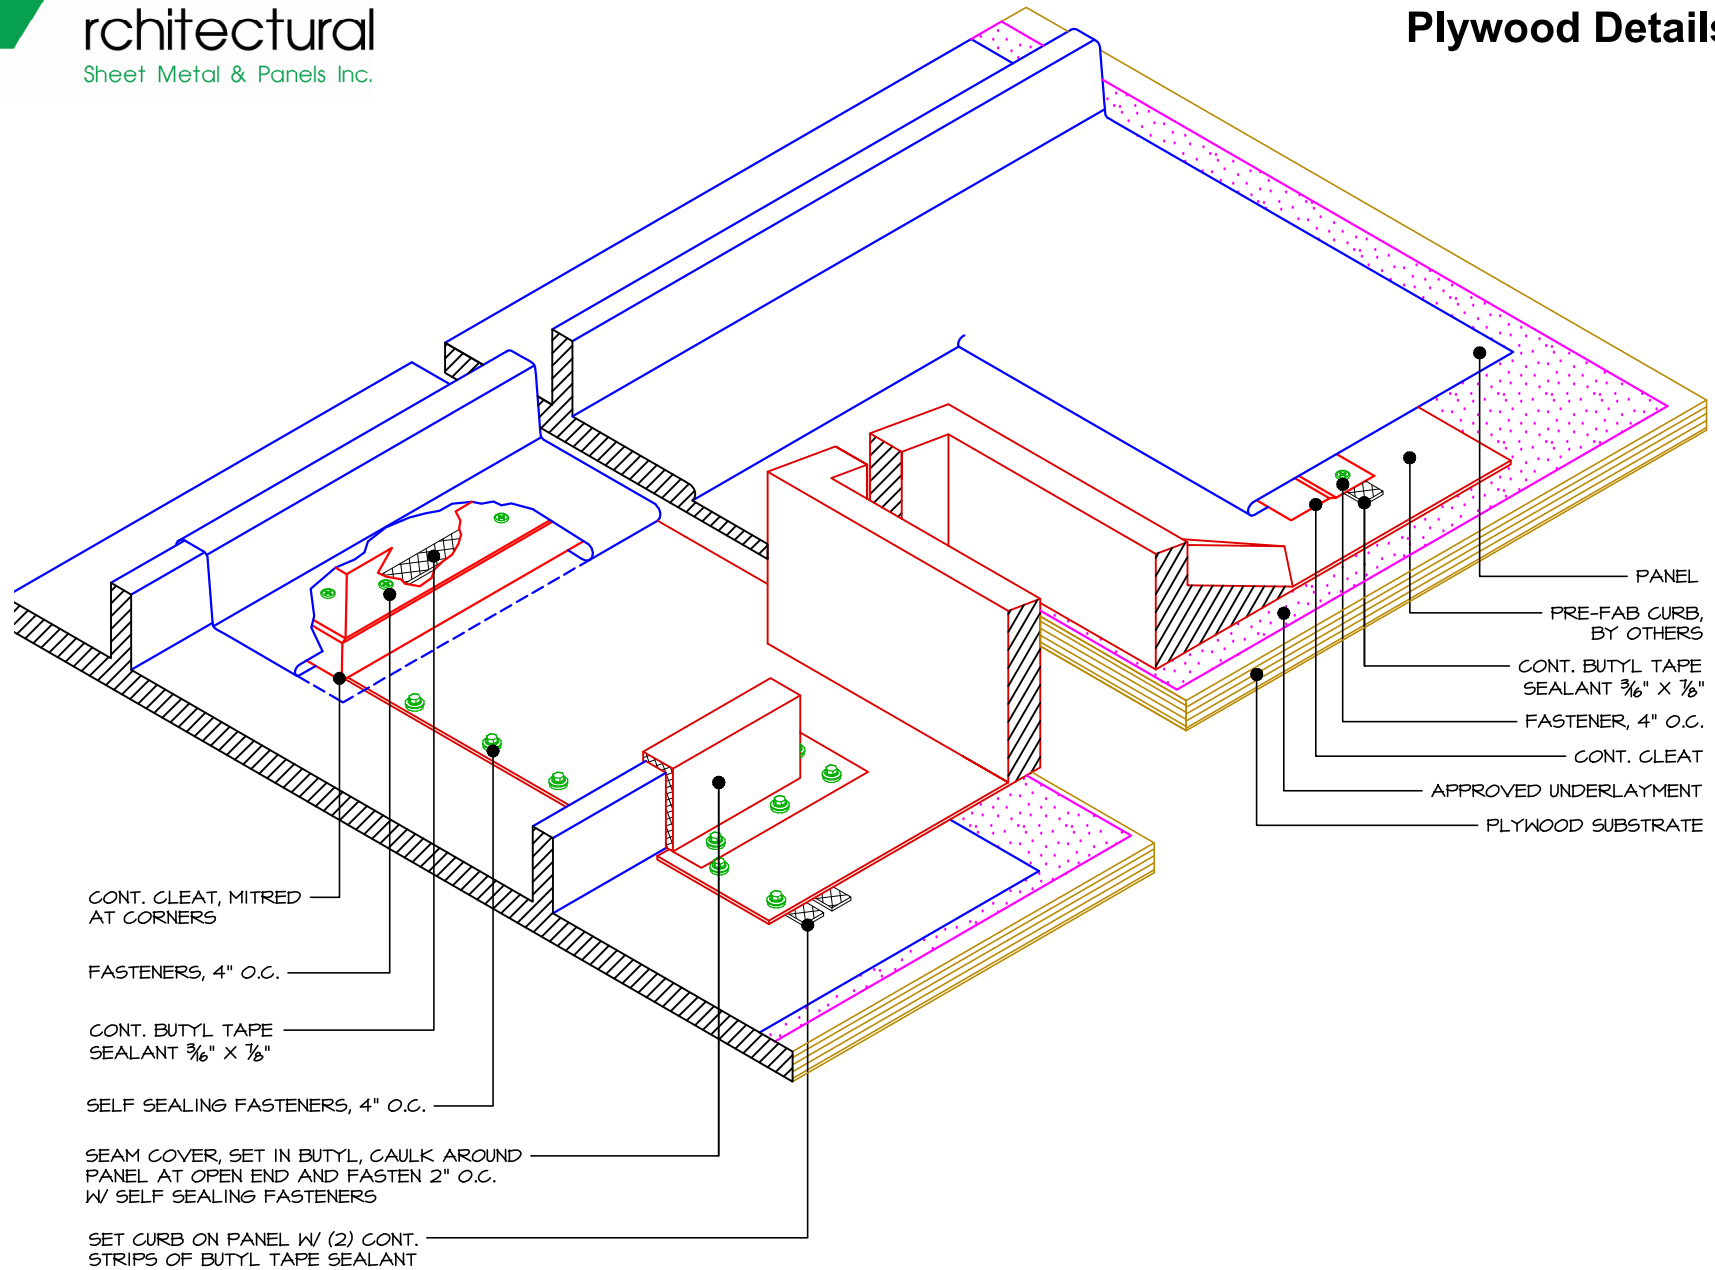 rchitectural
Sheet Metal & Panels Inc.
Plywood Details
PANEL
PRE-FAB CURB,
BY OTHERS
CONT. BUTYL TAPE
SEALANT 3/16" X 7/8"
FASTENER, 4" O.C.
CONT. CLEAT
APPROVED UNDERLAYMENT
PLYWOOD SUBSTRATE
CONT. CLEAT, MITRED
AT CORNERS
FASTENERS, 4" O.C.
CONT. BUTYL TAPE
SEALANT 3/16" X 7/8"
SELF SEALING FASTENERS, 4" O.C.
SEAM COVER, SET IN BUTYL, CAULK AROUND
PANEL AT OPEN END AND FASTEN 2" O.C.
W/ SELF SEALING FASTENERS
SET CURB ON PANEL W/ (2) CONT.
STRIPS OF BUTYL TAPE SEALANT